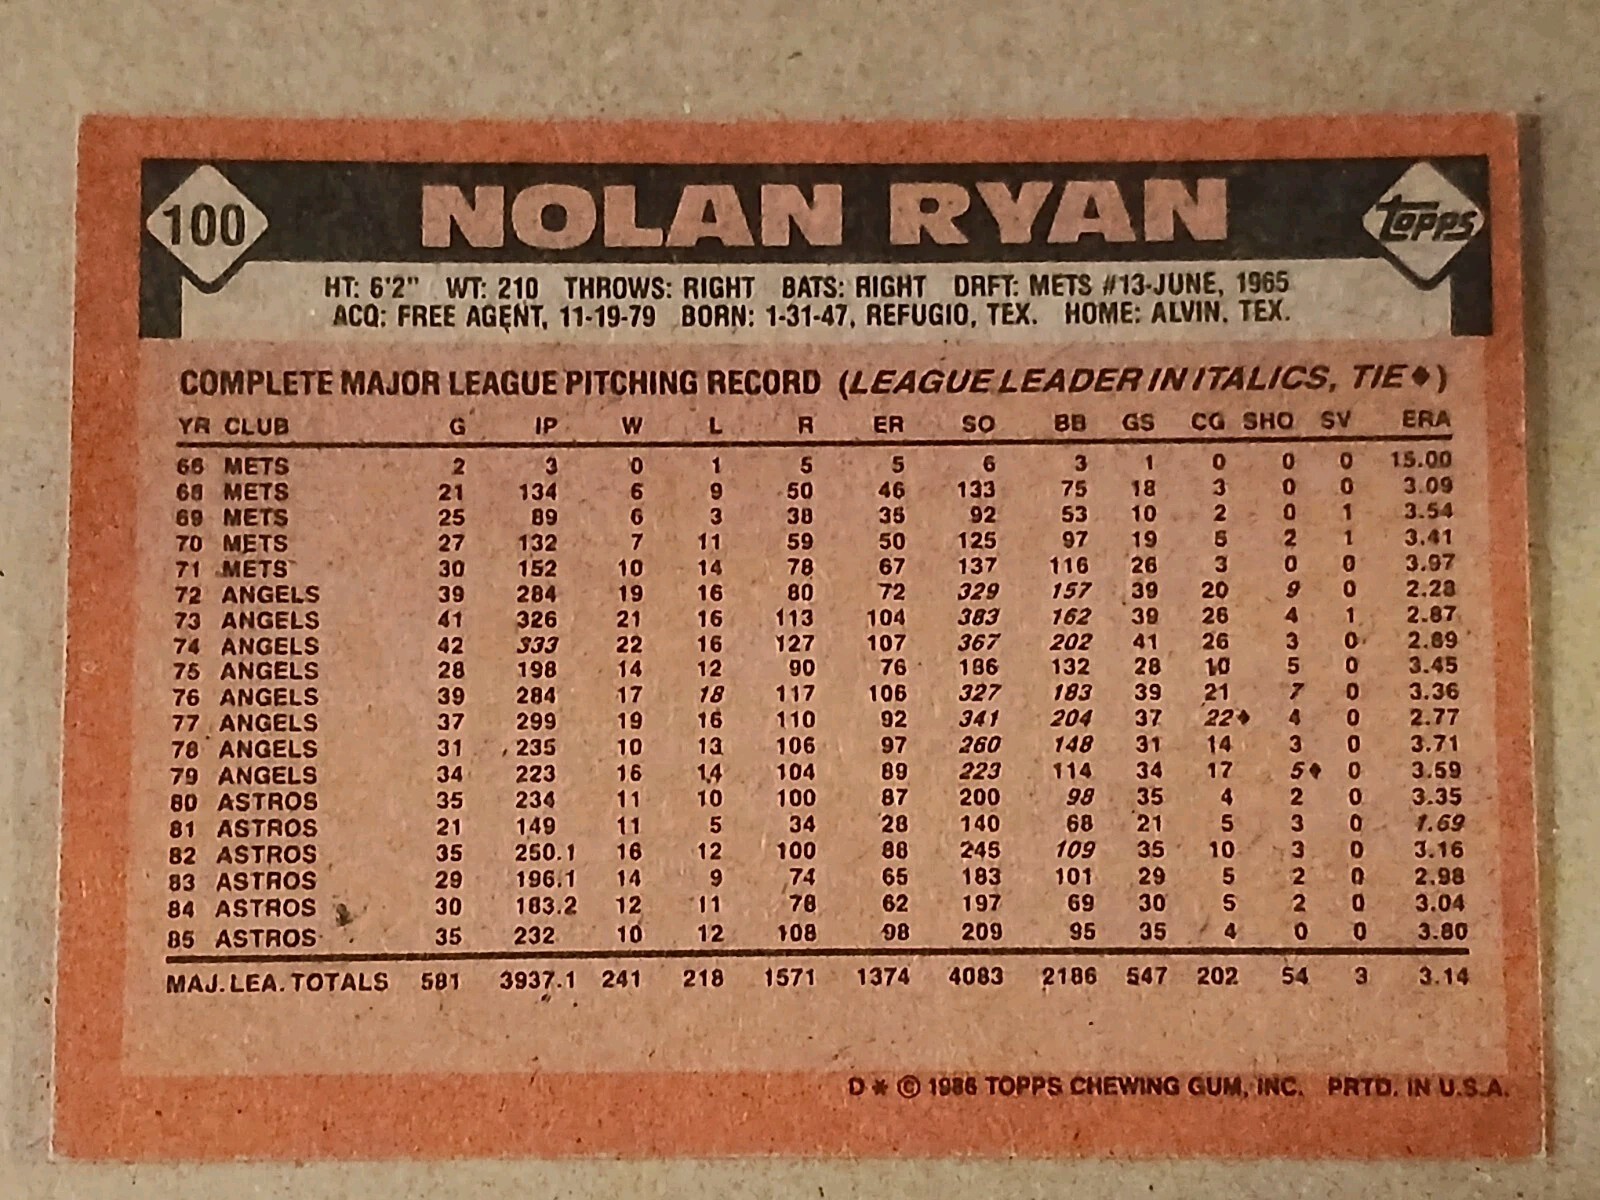 100 NOLAN RYAN TOPPS
HT: 6'2" WT: 210 THROWS: RIGHT BATS: RIGHT DRFT: METS #13-JUNE, 1965
ACQ: FREE AGENT, 11-19-79 BORN: 1-31-47, REFUGIO, TEX. HOME: ALVIN, TEX.
COMPLETE MAJOR LEAGUE PITCHING RECORD (LEAGUE LEADER IN ITALICS, TIE♦)
YR CLUB G IP W L R ER SO BB GS CG SHO SV ERA
66 METS 2 3 0 1 5 5 6 3 1 0 0 0 15.00
68 METS 21 134 6 9 50 46 133 75 18 3 0 0 3.09
69 METS 25 89 6 3 38 35 92 53 10 2 0 1 3.54
70 METS 27 132 7 11 59 50 125 97 19 5 2 1 3.41
71 METS 30 152 10 14 78 67 137 116 26 3 0 0 3.97
72 ANGELS 39 284 19 16 80 72 329 157 39 20 9 0 2.28
73 ANGELS 41 326 21 16 113 104 383 162 39 26 4 1 2.87
74 ANGELS 42 333 22 16 127 107 367 202 41 26 3 0 2.89
75 ANGELS 28 198 14 12 90 76 186 132 28 10 5 0 3.45
76 ANGELS 39 284 17 18 117 106 327 183 39 21 7 0 3.36
77 ANGELS 37 299 19 16 110 92 341 204 37 22♦ 4 0 2.77
78 ANGELS 31 235 10 13 106 97 260 148 31 14 3 0 3.71
79 ANGELS 34 223 16 14 104 89 223 114 34 17 5♦ 0 3.59
80 ASTROS 35 234 11 10 100 87 200 98 35 4 2 0 3.35
81 ASTROS 21 149 11 5 34 28 140 68 21 5 3 0 1.69
82 ASTROS 35 250.1 16 12 100 88 245 109 35 10 3 0 3.16
83 ASTROS 29 196.1 14 9 74 65 183 101 29 5 2 0 2.98
84 ASTROS 30 183.2 12 11 78 62 197 69 30 5 2 0 3.04
85 ASTROS 35 232 10 12 108 98 209 95 35 4 0 0 3.80
MAJ. LEA. TOTALS 581 3937.1 241 218 1571 1374 4083 2186 547 202 54 3 3.14
D * © 1986 TOPPS CHEWING GUM, INC. PRTD. IN U.S.A.